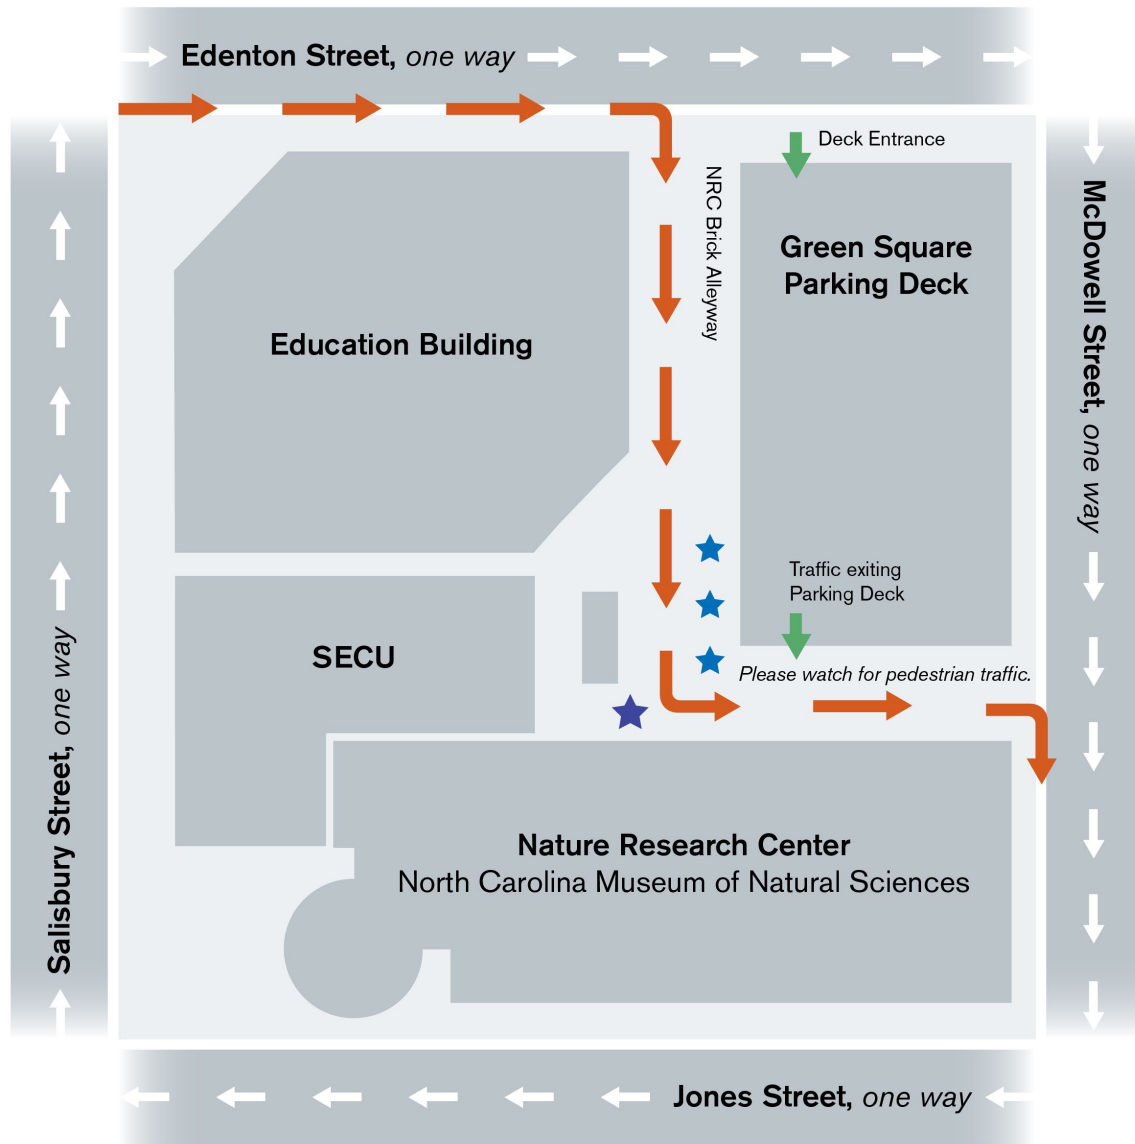 Edenton Street, one way
Deck Entrance
NRC Brick Alleyway
McDowell Street, one way
Green Square
Parking Deck
Education Building
Traffic exiting
Parking Deck
SECU
Please watch for pedestrian traffic.
Salisbury Street, one way
Nature Research Center
North Carolina Museum of Natural Sciences
Jones Street, one way